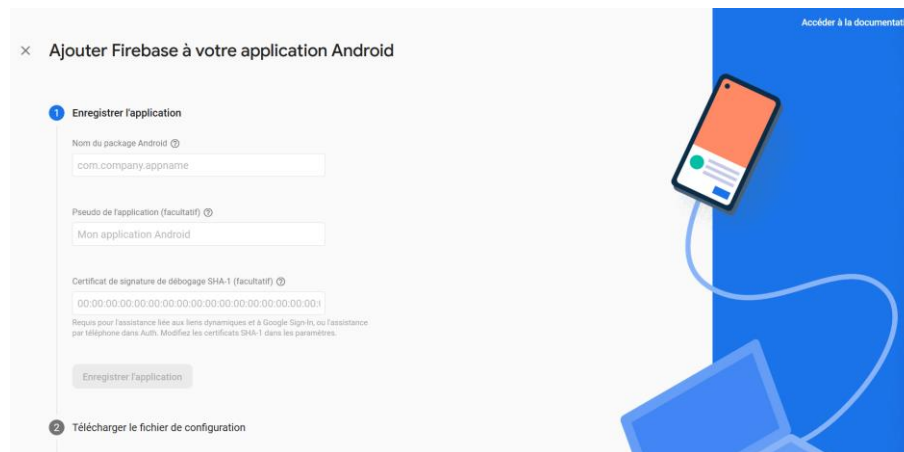 Accéder à la documentati
× Ajouter Firebase à votre application Android
1 Enregistrer l'application
Nom du package Android ?
com.company.appname
Pseudo de l'application (facultatif) ?
Mon application Android
Certificat de signature de débogage SHA-1 (facultatif) ?
00:00:00:00:00:00:00:00:00:00:00:00:00:00:00:00:00:
Requis pour l'assistance liée aux liens dynamiques et à Google Sign-In, ou l'assistance
par téléphone dans Auth. Modifiez les certificats SHA-1 dans les paramètres.
Enregistrer l'application
2 Télécharger le fichier de configuration